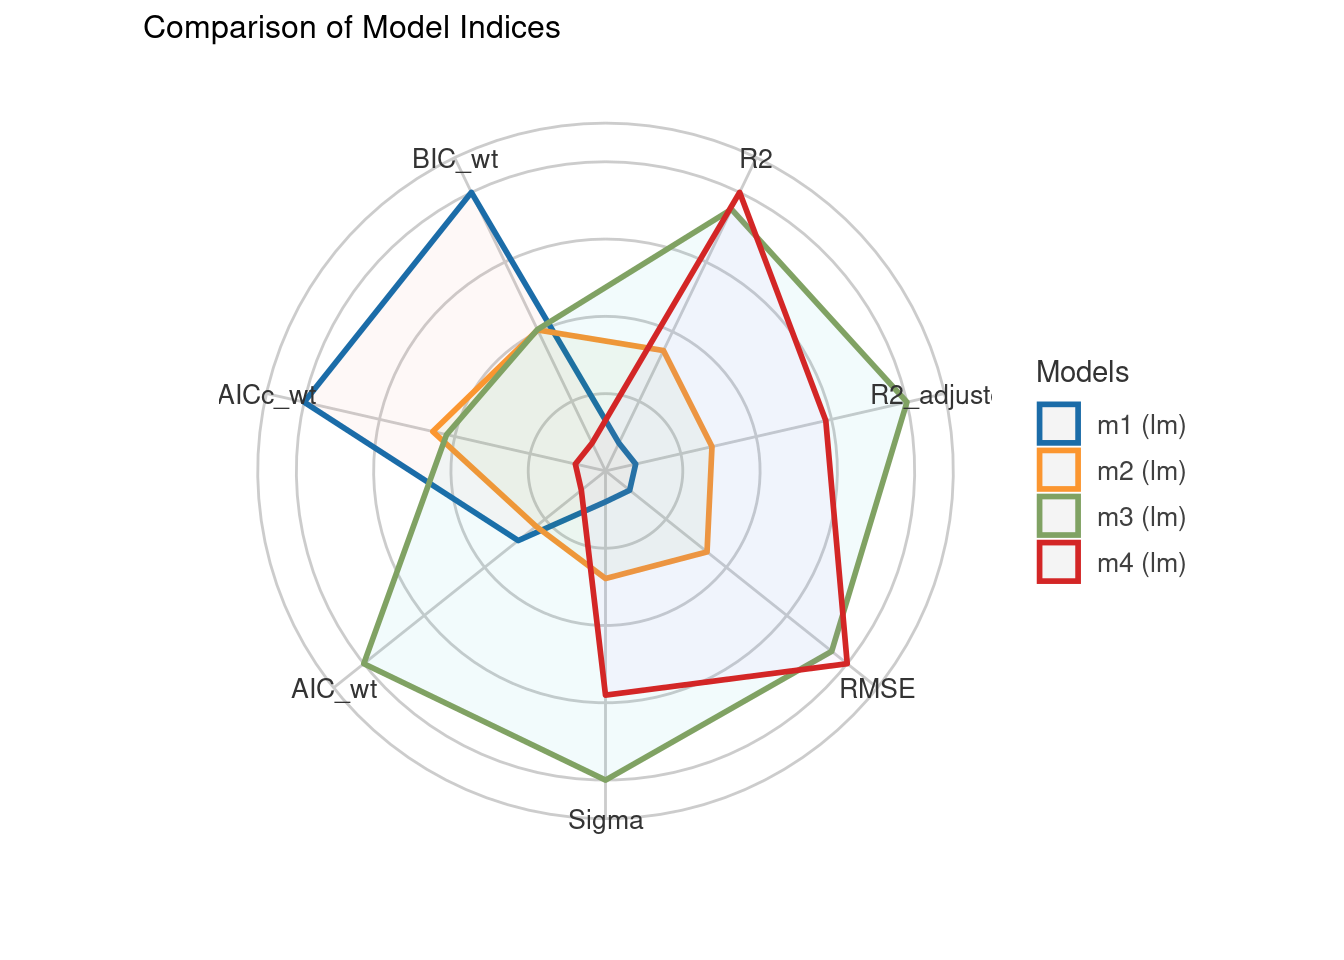 Comparison of Model Indices
BIC_wt
R2
AICc_wt
R2_adjust
AIC_wt
RMSE
Sigma
Models
m1 (lm)
m2 (lm)
m3 (lm)
m4 (lm)